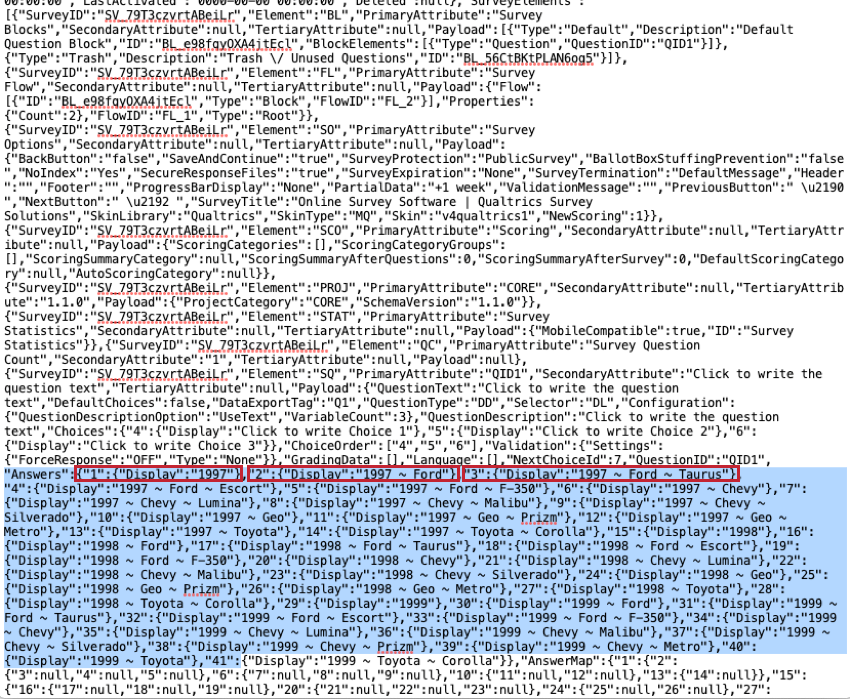 00:00:00","LastActivated":"0000-00-00 00:00:00","Deleted":null},"SurveyElements":
[{"SurveyID":"SV_79T3czvrtABeiLr","Element":"BL","PrimaryAttribute":"Survey
Blocks","SecondaryAttribute":null,"TertiaryAttribute":null,"Payload":[{"Type":"Default","Description":"Default
Question Block","ID":"BL_e98fqyOXA4jtEcl","BlockElements":[{"Type":"Question","QuestionID":"QID1"}]},
{"Type":"Trash","Description":"Trash \/ Unused Questions","ID":"BL_56CtBKtPLAN6og5"}]},
{"SurveyID":"SV_79T3czvrtABeiLr","Element":"FL","PrimaryAttribute":"Survey
Flow","SecondaryAttribute":null,"TertiaryAttribute":null,"Payload":{"Flow":
[{"ID":"BL_e98fqyOXA4jtEcl","Type":"Block","FlowID":"FL_2"}],"Properties":
{"Count":2},"FlowID":"FL_1","Type":"Root"}},
{"SurveyID":"SV_79T3czvrtABeiLr","Element":"SO","PrimaryAttribute":"Survey
Options","SecondaryAttribute":null,"TertiaryAttribute":null,"Payload":
{"BackButton":"false","SaveAndContinue":"true","SurveyProtection":"PublicSurvey","BallotBoxStuffingPrevention":"false
","NoIndex":"Yes","SecureResponseFiles":"true","SurveyExpiration":"None","SurveyTermination":"DefaultMessage","Header
":"","Footer":"","ProgressBarDisplay":"None","PartialData":"+1 week","ValidationMessage":"","PreviousButton":" \u2190
","NextButton":" \u2192 ","SurveyTitle":"Online Survey Software | Qualtrics Survey
Solutions","SkinLibrary":"Qualtrics","SkinType":"MQ","Skin":"v4qualtrics1","NewScoring":1}},
{"SurveyID":"SV_79T3czvrtABeiLr","Element":"SCO","PrimaryAttribute":"Scoring","SecondaryAttribute":null,"TertiaryAttr
ibute":null,"Payload":{"ScoringCategories":[],"ScoringCategoryGroups":
[],"ScoringSummaryCategory":null,"ScoringSummaryAfterQuestions":0,"ScoringSummaryAfterSurvey":0,"DefaultScoringCatego
ry":null,"AutoScoringCategory":null}},
{"SurveyID":"SV_79T3czvrtABeiLr","Element":"PROJ","PrimaryAttribute":"CORE","SecondaryAttribute":null,"TertiaryAttrib
ute":"1.1.0","Payload":{"ProjectCategory":"CORE","SchemaVersion":"1.1.0"}},
{"SurveyID":"SV_79T3czvrtABeiLr","Element":"STAT","PrimaryAttribute":"Survey
Statistics","SecondaryAttribute":null,"TertiaryAttribute":null,"Payload":{"MobileCompatible":true,"ID":"Survey
Statistics"}},{"SurveyID":"SV_79T3czvrtABeiLr","Element":"QC","PrimaryAttribute":"Survey Question
Count","SecondaryAttribute":"1","TertiaryAttribute":null,"Payload":null},
{"SurveyID":"SV_79T3czvrtABeiLr","Element":"SQ","PrimaryAttribute":"QID1","SecondaryAttribute":"Click to write the
question text","TertiaryAttribute":null,"Payload":{"QuestionText":"Click to write the question
text","DefaultChoices":false,"DataExportTag":"Q1","QuestionType":"DD","Selector":"DL","Configuration":
{"QuestionDescriptionOption":"UseText","VariableCount":3},"QuestionDescription":"Click to write the question
text","Choices":{"4":{"Display":"Click to write Choice 1"},"5":{"Display":"Click to write Choice 2"},"6":
{"Display":"Click to write Choice 3"}},"ChoiceOrder":["4","5","6"],"Validation":{"Settings":
{"ForceResponse":"OFF","Type":"None"}},"GradingData":[],"Language":[],"NextChoiceId":7,"QuestionID":"QID1",
"Answers":{"1":{"Display":"1997"},"2":{"Display":"1997 ~ Ford"},"3":{"Display":"1997 ~ Ford ~ Taurus"},
"4":{"Display":"1997 ~ Ford ~ Escort"},"5":{"Display":"1997 ~ Ford ~ F-350"},"6":{"Display":"1997 ~ Chevy"},"7":
{"Display":"1997 ~ Chevy ~ Lumina"},"8":{"Display":"1997 ~ Chevy ~ Malibu"},"9":{"Display":"1997 ~ Chevy ~
Silverado"},"10":{"Display":"1997 ~ Geo"},"11":{"Display":"1997 ~ Geo ~ Prizm"},"12":{"Display":"1997 ~ Geo ~
Metro"},"13":{"Display":"1997 ~ Toyota"},"14":{"Display":"1997 ~ Toyota ~ Corolla"},"15":{"Display":"1998"},"16":
{"Display":"1998 ~ Ford"},"17":{"Display":"1998 ~ Ford ~ Taurus"},"18":{"Display":"1998 ~ Ford ~ Escort"},"19":
{"Display":"1998 ~ Ford ~ F-350"},"20":{"Display":"1998 ~ Chevy"},"21":{"Display":"1998 ~ Chevy ~ Lumina"},"22":
{"Display":"1998 ~ Chevy ~ Malibu"},"23":{"Display":"1998 ~ Chevy ~ Silverado"},"24":{"Display":"1998 ~ Geo"},"25":
{"Display":"1998 ~ Geo ~ Prizm"},"26":{"Display":"1998 ~ Geo ~ Metro"},"27":{"Display":"1998 ~ Toyota"},"28":
{"Display":"1998 ~ Toyota ~ Corolla"},"29":{"Display":"1999"},"30":{"Display":"1999 ~ Ford"},"31":{"Display":"1999 ~
Ford ~ Taurus"},"32":{"Display":"1999 ~ Ford ~ Escort"},"33":{"Display":"1999 ~ Ford ~ F-350"},"34":{"Display":"1999
~ Chevy"},"35":{"Display":"1999 ~ Chevy ~ Lumina"},"36":{"Display":"1999 ~ Chevy ~ Malibu"},"37":{"Display":"1999 ~
Chevy ~ Silverado"},"38":{"Display":"1999 ~ Chevy ~ Prizm"},"39":{"Display":"1999 ~ Chevy ~ Metro"},"40":
{"Display":"1999 ~ Toyota"},"41":{"Display":"1999 ~ Toyota ~ Corolla"}},"AnswerMap":{"1":{"2":
{"3":null,"4":null,"5":null},"6":{"7":null,"8":null,"9":null},"10":{"11":null,"12":null},"13":{"14":null}},"15":
{"16":{"17":null,"18":null,"19":null},"20":{"21":null,"22":null,"23":null},"24":{"25":null,"26":null},"27":